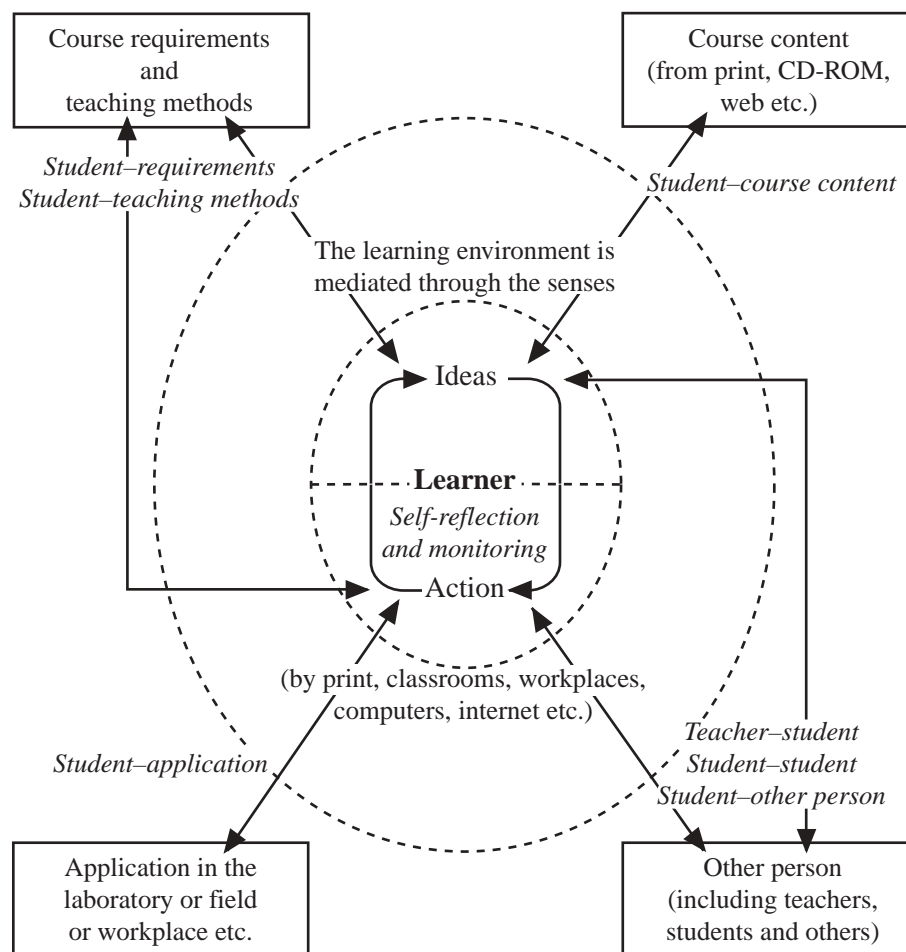 Course requirements
and
teaching methods
Course content
(from print, CD-ROM,
web etc.)
Student–requirements
Student–teaching methods
Student–course content
The learning environment is
mediated through the senses
Ideas
Learner
Self-reflection
and monitoring
Action
(by print, classrooms, workplaces,
computers, internet etc.)
Student–application
Teacher–student
Student–student
Student–other person
Application in the
laboratory or field
or workplace etc.
Other person
(including teachers,
students and others)